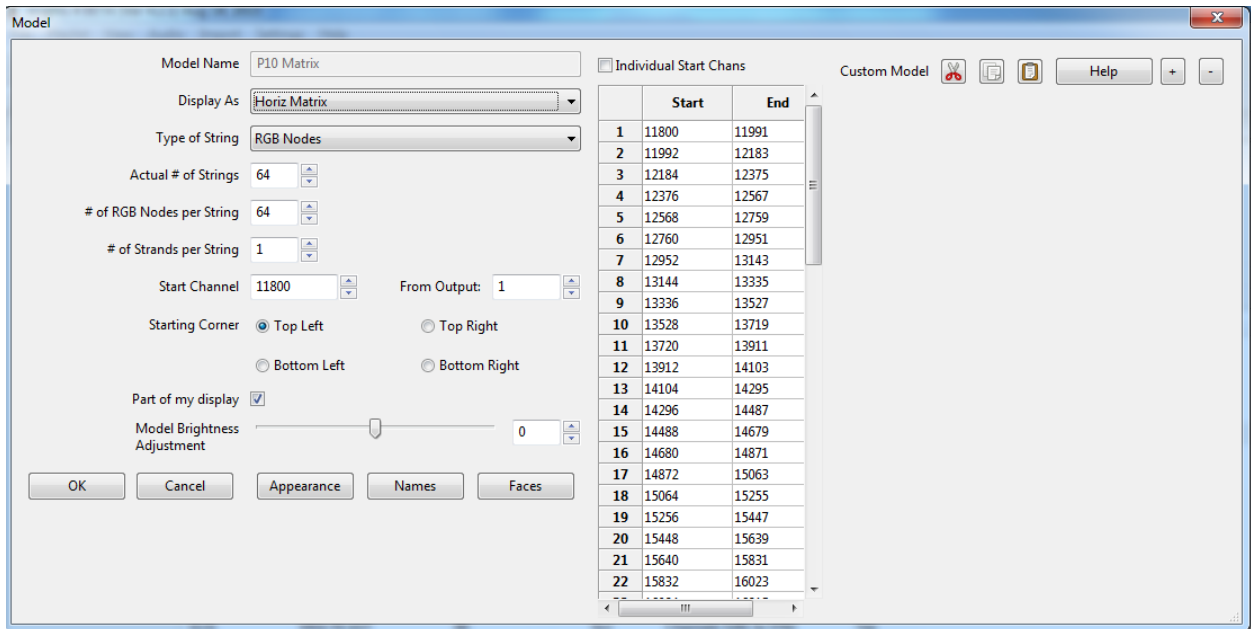 Model
Model Name P10 Matrix
Display As Horiz Matrix
Type of String RGB Nodes
Actual # of Strings 64
# of RGB Nodes per String 64
# of Strands per String 1
Start Channel 11800 From Output: 1
Starting Corner Top Left Top Right
Bottom Left Bottom Right
Part of my display
Model Brightness Adjustment 0
OK Cancel Appearance Names Faces
Individual Start Chans
Start End
1 11800 11991
2 11992 12183
3 12184 12375
4 12376 12567
5 12568 12759
6 12760 12951
7 12952 13143
8 13144 13335
9 13336 13527
10 13528 13719
11 13720 13911
12 13912 14103
13 14104 14295
14 14296 14487
15 14488 14679
16 14680 14871
17 14872 15063
18 15064 15255
19 15256 15447
20 15448 15639
21 15640 15831
22 15832 16023
Custom Model Help + -